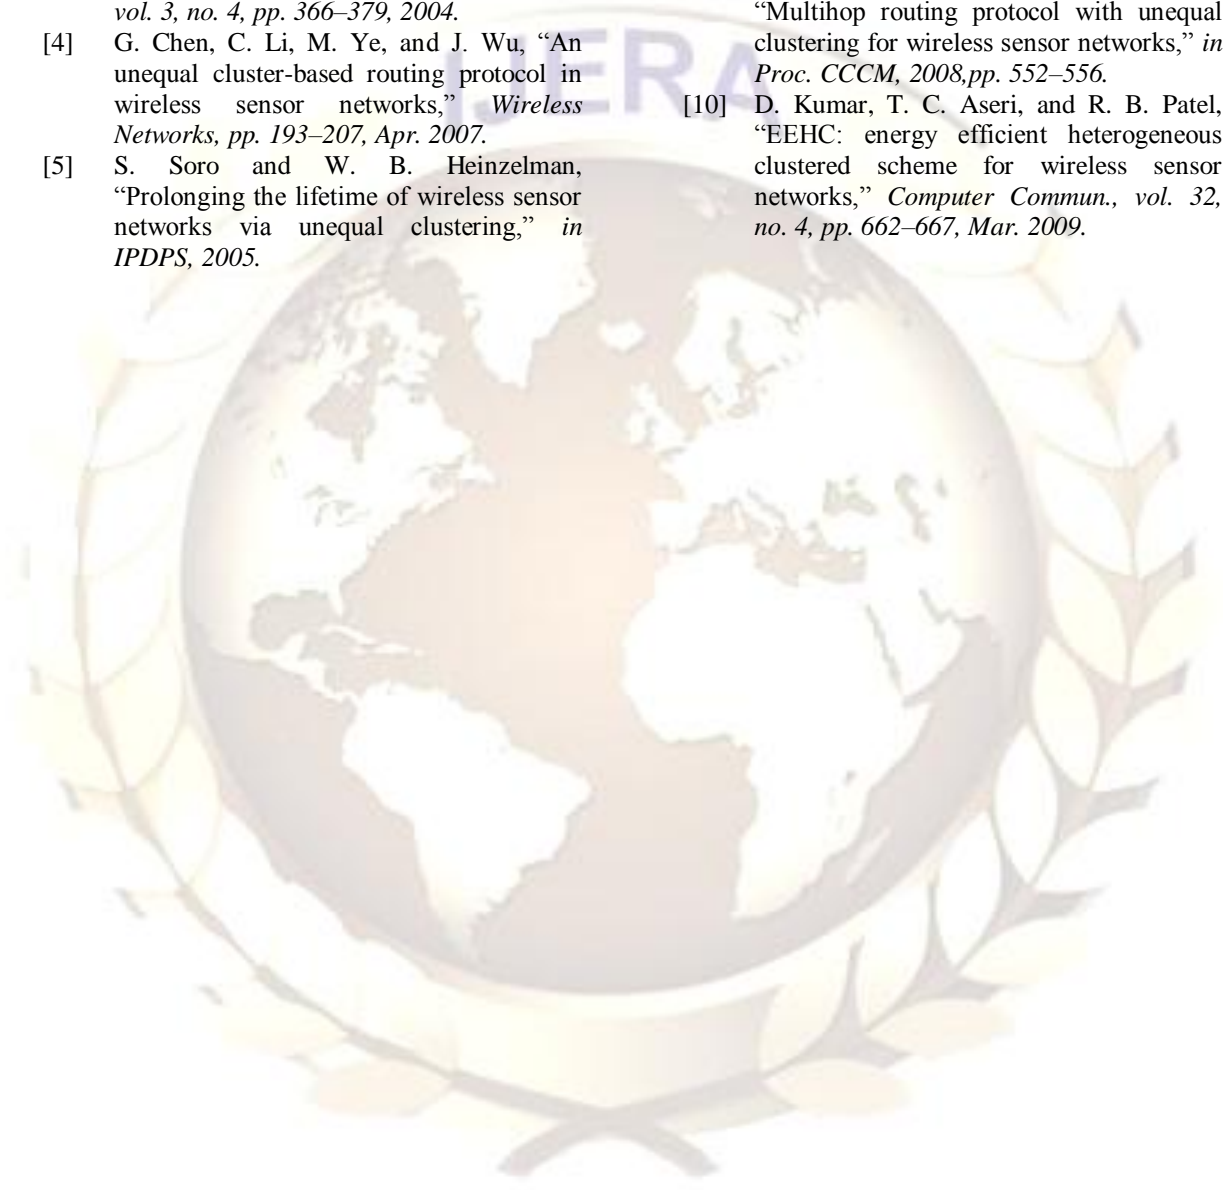 vol. 3, no. 4, pp. 366–379, 2004.
[4] G. Chen, C. Li, M. Ye, and J. Wu, “An
unequal cluster-based routing protocol in
wireless sensor networks,” Wireless
Networks, pp. 193–207, Apr. 2007.
[5] S. Soro and W. B. Heinzelman,
“Prolonging the lifetime of wireless sensor
networks via unequal clustering,” in
IPDPS, 2005.
“Multihop routing protocol with unequal
clustering for wireless sensor networks,” in
Proc. CCCM, 2008,pp. 552–556.
[10] D. Kumar, T. C. Aseri, and R. B. Patel,
“EEHC: energy efficient heterogeneous
clustered scheme for wireless sensor
networks,” Computer Commun., vol. 32,
no. 4, pp. 662–667, Mar. 2009.
IJERA